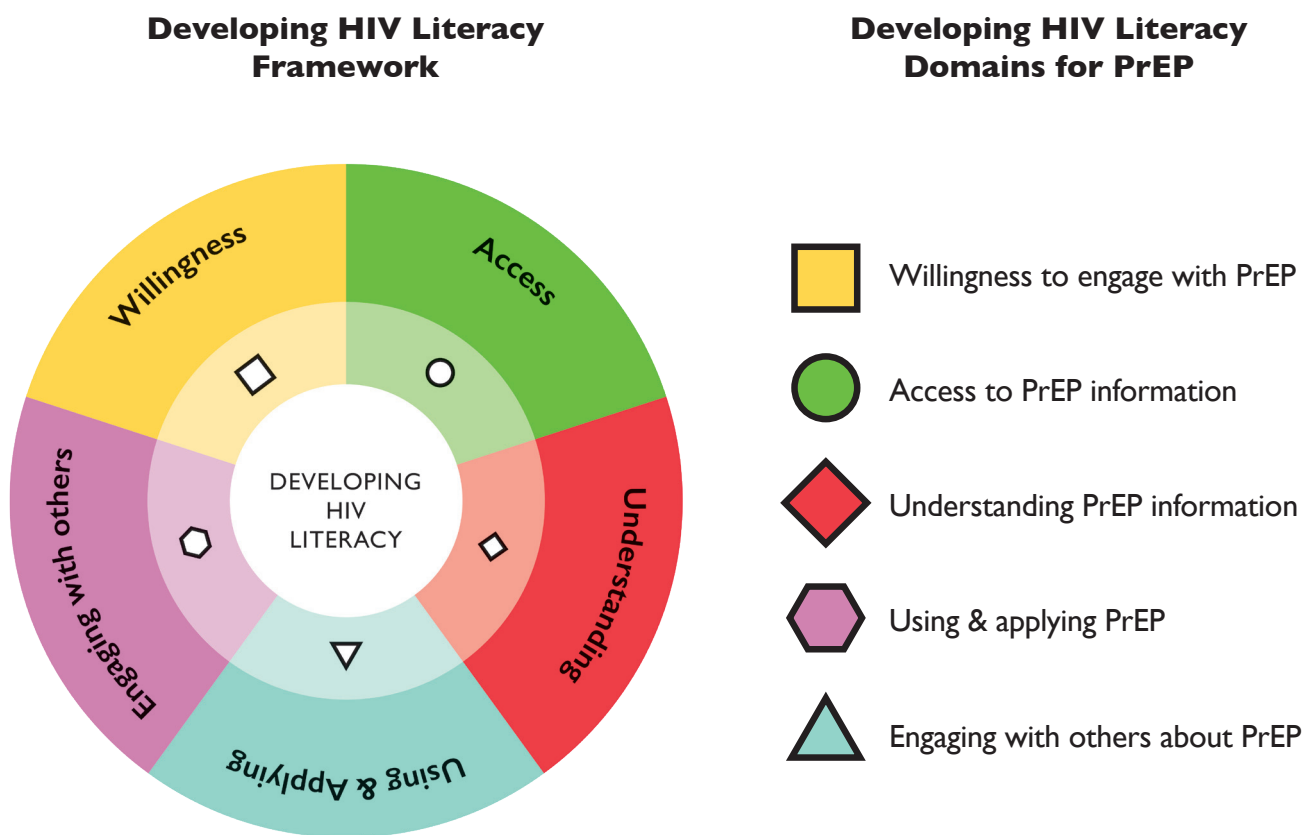 Developing HIV Literacy
Framework
Willingness
Access
Understanding
Using & Applying
Engaging with others
DEVELOPING
HIV
LITERACY
Developing HIV Literacy
Domains for PrEP
Willingness to engage with PrEP
Access to PrEP information
Understanding PrEP information
Using & applying PrEP
Engaging with others about PrEP